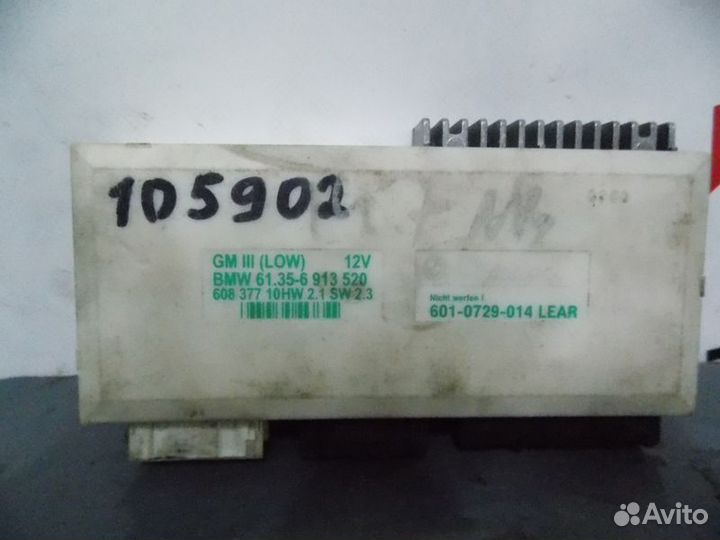 105902
GM III (LOW) 12V
BMW 61.35-6 913 520
608 377 10HW 2.1 SW 2.3
Nicht werfen !
601-0729-014 LEAR
Avito